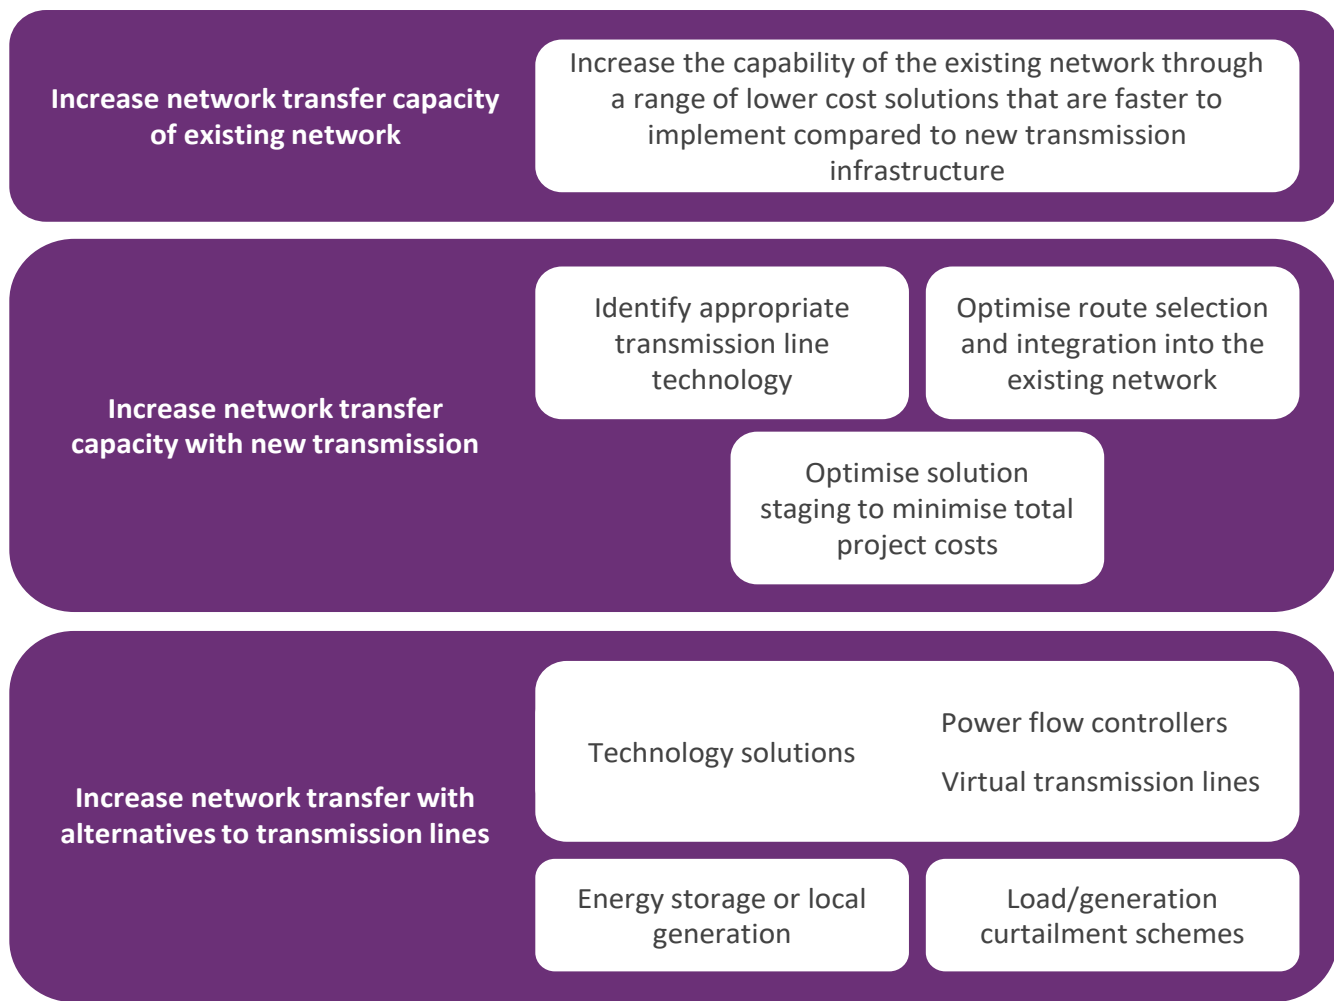 Increase network transfer capacity
of existing network
Increase the capability of the existing network through
a range of lower cost solutions that are faster to
implement compared to new transmission
infrastructure
Increase network transfer
capacity with new transmission
Identify appropriate
transmission line
technology
Optimise route selection
and integration into the
existing network
Optimise solution
staging to minimise total
project costs
Increase network transfer with
alternatives to transmission lines
Technology solutions
Power flow controllers
Virtual transmission lines
Energy storage or local
generation
Load/generation
curtailment schemes